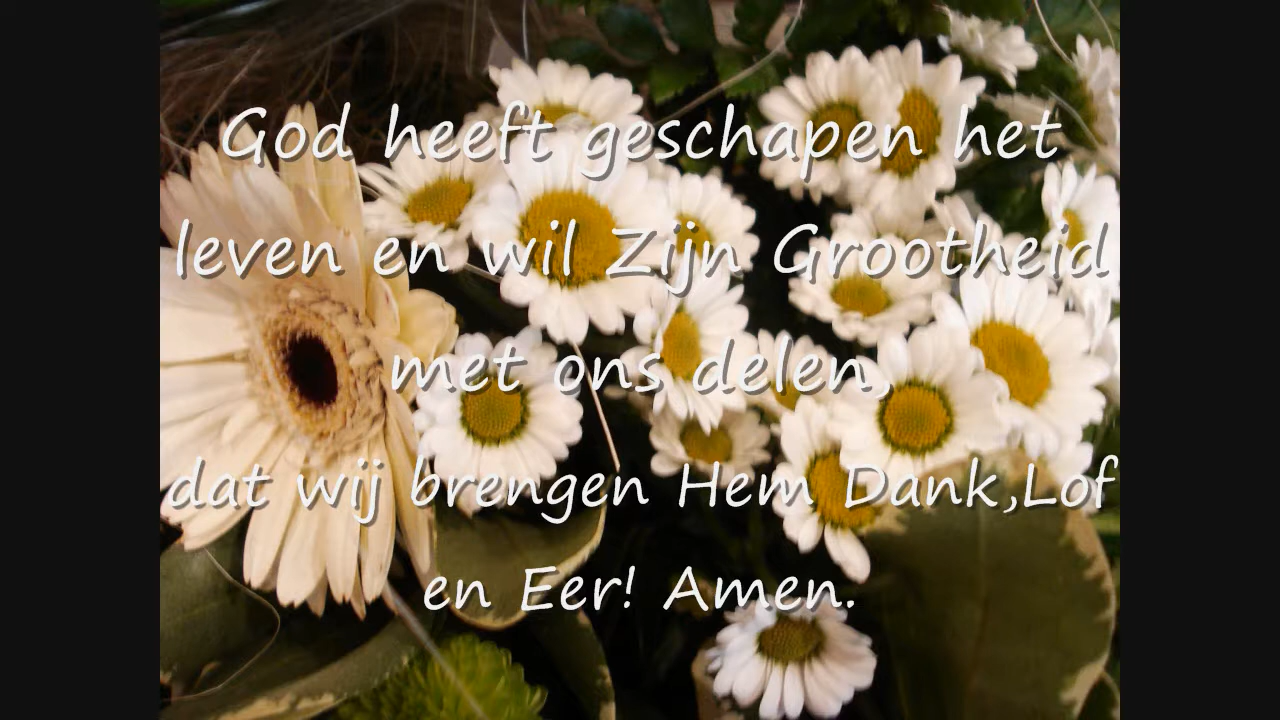 God heeft geschapen het
leven en wil Zijn Grootheid
met ons delen,
dat wij brengen Hem Dank,Lof
en Eer! Amen.